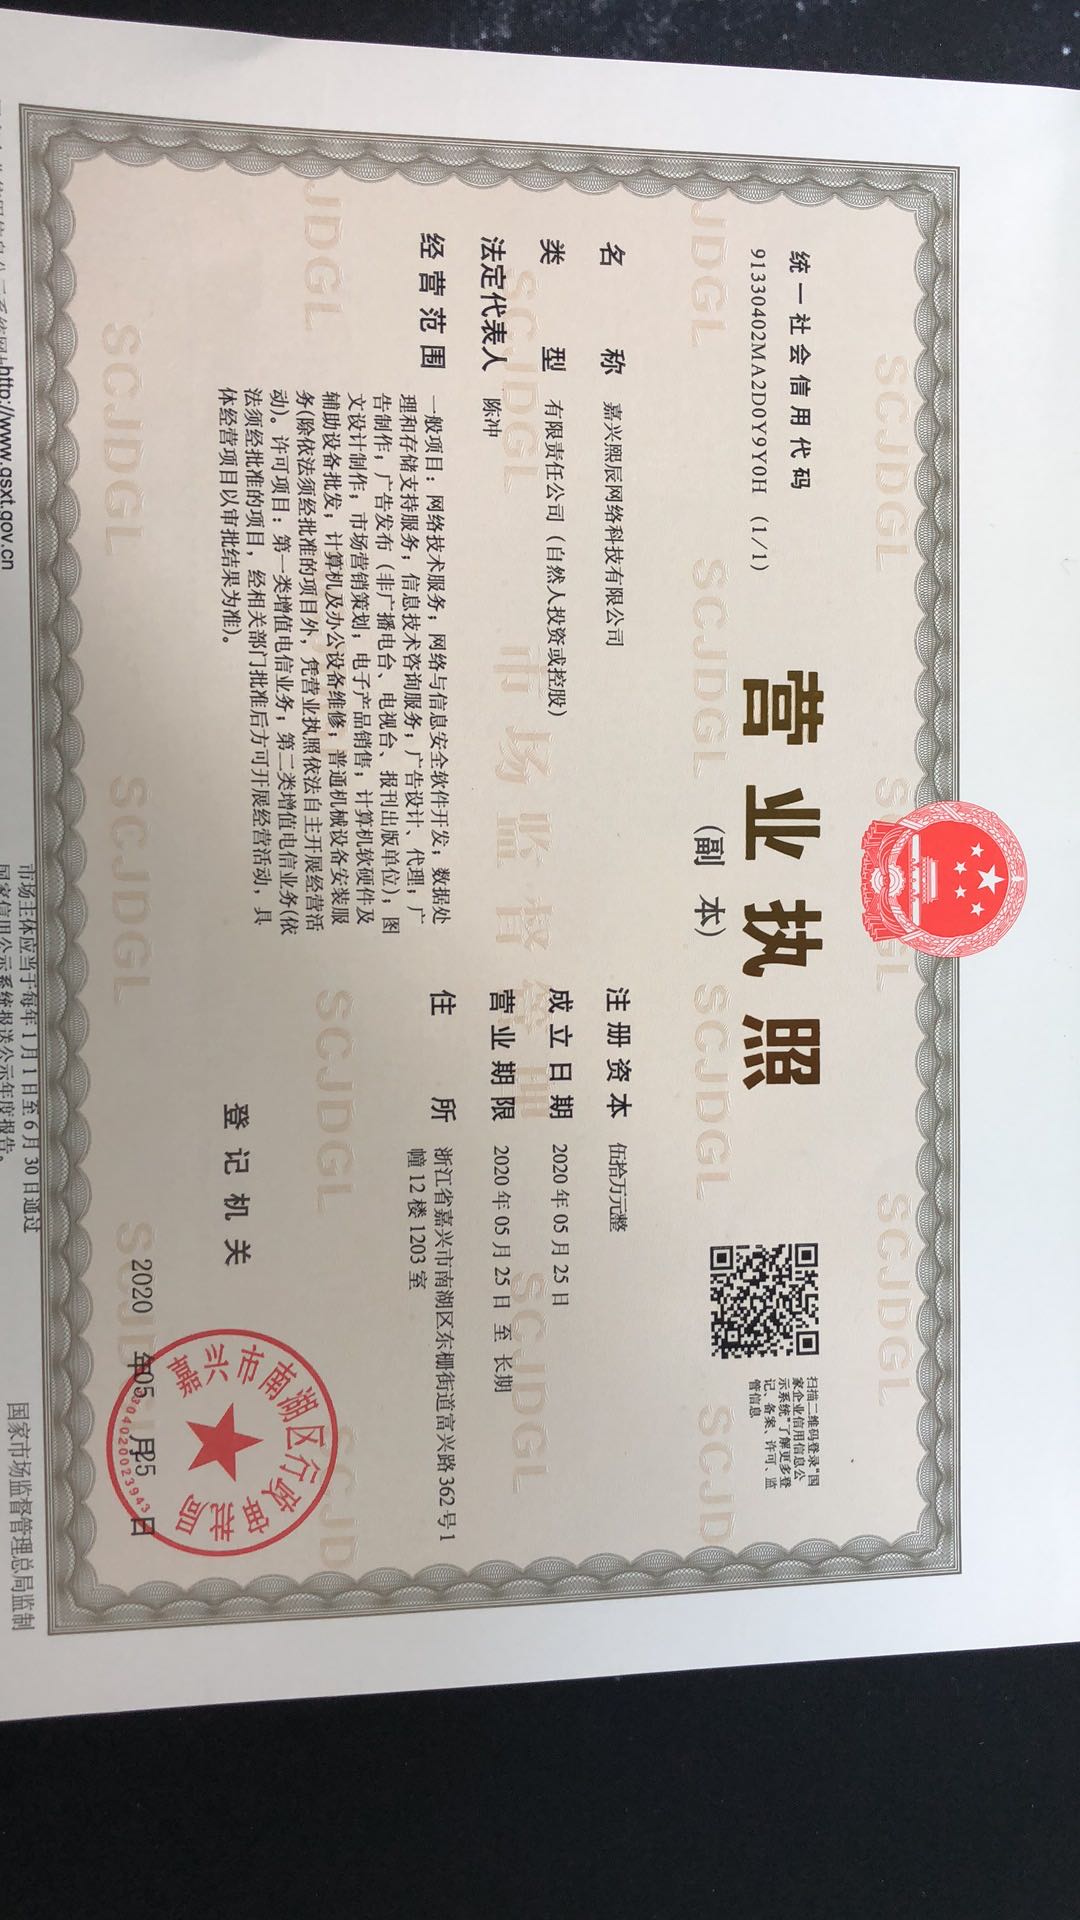 营业执照
（副 本）
统一社会信用代码
91330402MA2D0Y9Y0H （1/1）
扫描二维码登录“国
家企业信用信息公
示系统”了解更多登
记、备案、许可、监
管信息
名 称 嘉兴熙辰网络科技有限公司
类 型 有限责任公司（自然人投资或控股）
法定代表人 陈冲
经营范围 一般项目：网络技术服务；网络与信息安全软件开发；数据处
理和存储支持服务；信息技术咨询服务；广告设计、代理；广
告制作；广告发布（非广播电台、电视台、报刊出版单位）；图
文设计制作；市场营销策划；电子产品销售；计算机软硬件及
辅助设备批发；计算机及办公设备维修；普通机械设备安装服
务(除依法须经批准的项目外，凭营业执照依法自主开展经营活
动)。许可项目：第一类增值电信业务；第二类增值电信业务(依
法须经批准的项目，经相关部门批准后方可开展经营活动，具
体经营项目以审批结果为准)。
注册资本 伍拾万元整
成立日期 2020年05月25日
营业期限 2020年05月25日 至 长期
住 所 浙江省嘉兴市南湖区东栅街道富兴路362号1
幢12楼1203室
登记机关
嘉兴市南湖区行政审批局
3304020023943
2020 年05 月25 日
http://www.gsxt.gov.cn
市场主体应当于每年1月1日至6月30日通过
国家信用公示系统报送公示年度报告。
国家市场监督管理总局监制
SCJDGL
市场监督管理